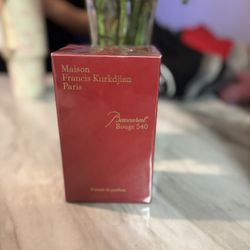 Maison
Francis Kurkdjian
Paris
Baccarat
Rouge 540
Extrait de parfum